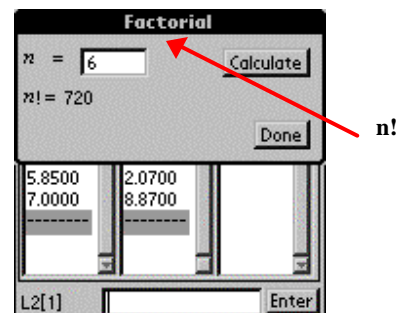 Factorial
n = 6 Calculate
n! = 720
n!
Done
5.8500 2.0700
7.0000 8.8700
-------- --------
L2[1] Enter